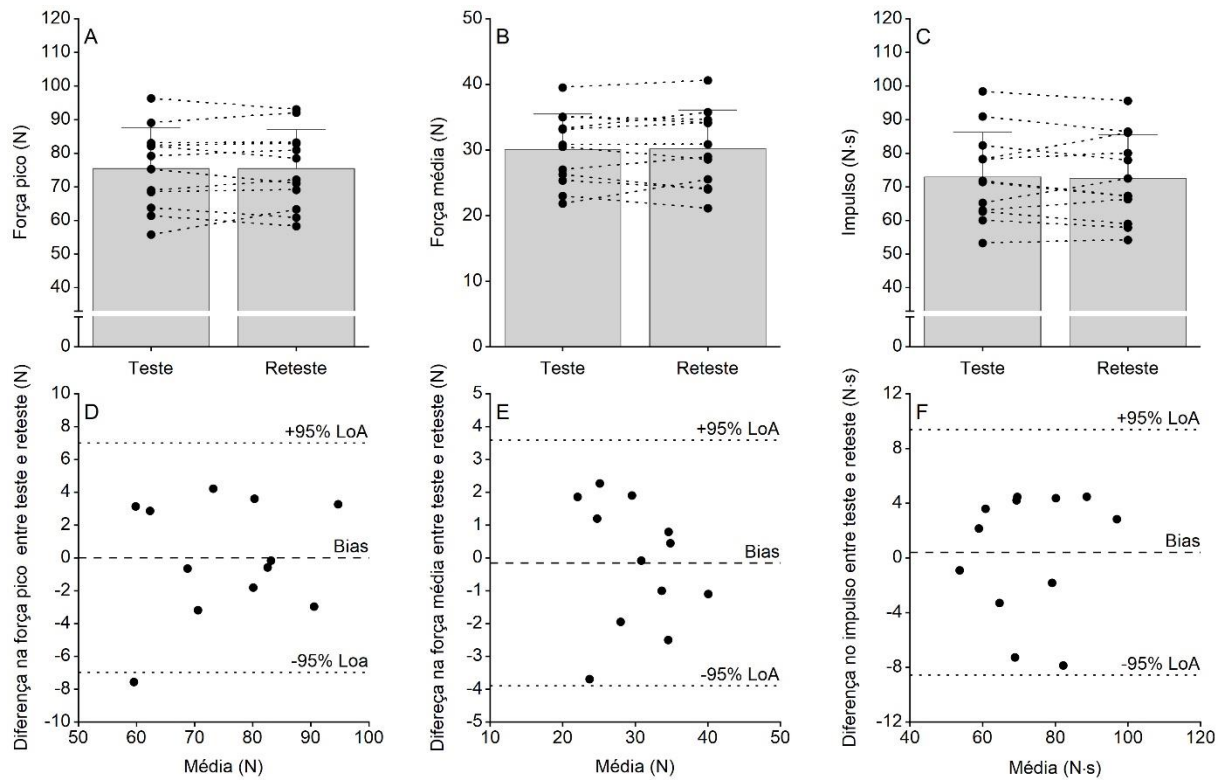 A
Força pico (N)
120
110
100
90
80
70
60
50
40
0
Teste
Reteste
B
Força média (N)
50
40
30
20
10
0
Teste
Reteste
C
Impulso (N·s)
120
110
100
90
80
70
60
50
40
0
Teste
Reteste
D
Diferença na força pico entre teste e reteste (N)
10
8
6
4
2
0
-2
-4
-6
-8
-10
+95% LoA
Bias
-95% Loa
50
60
70
80
90
100
Média (N)
E
Diferença na força média entre teste e reteste (N)
5
4
3
2
1
0
-1
-2
-3
-4
-5
+95% LoA
Bias
-95% LoA
10
20
30
40
50
Média (N)
F
Diferença no impulso entre teste e reteste (N·s)
12
8
4
0
-4
-8
-12
+95% LoA
Bias
-95% LoA
40
60
80
100
120
Média (N·s)